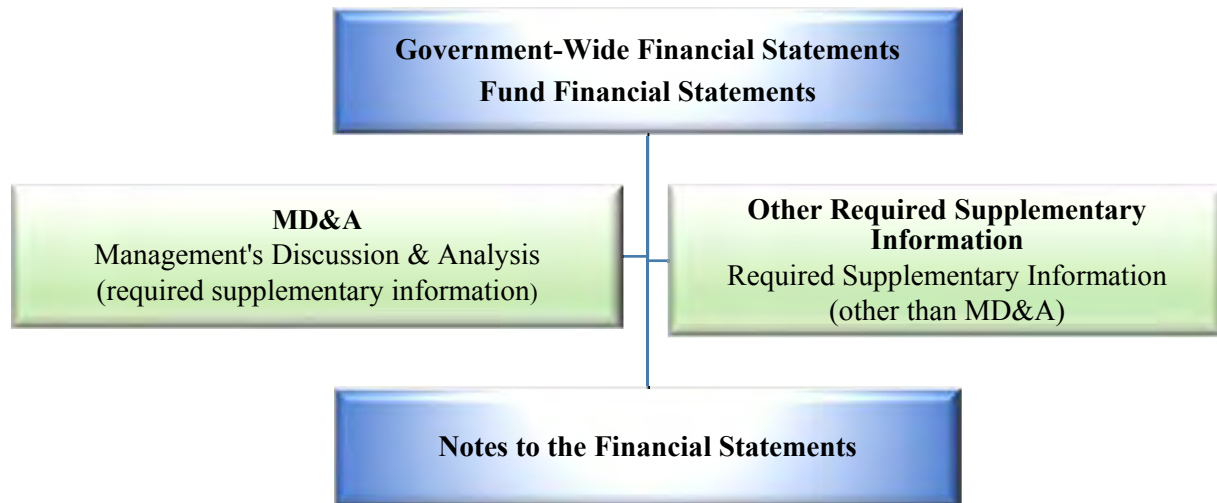 Government-Wide Financial Statements
Fund Financial Statements
MD&A
Management's Discussion & Analysis
(required supplementary information)
Other Required Supplementary
Information
Required Supplementary Information
(other than MD&A)
Notes to the Financial Statements